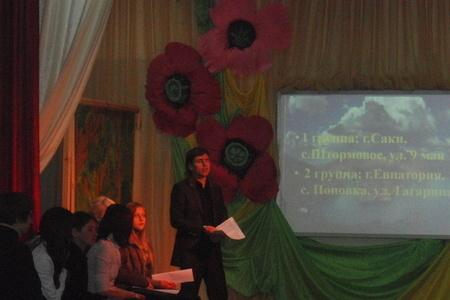 • 1 группа: г.Саки,
с.Штормовое, ул. 9 мая
• 2 группа: г.Евпатория,
с. Поповка, ул. Гагарина